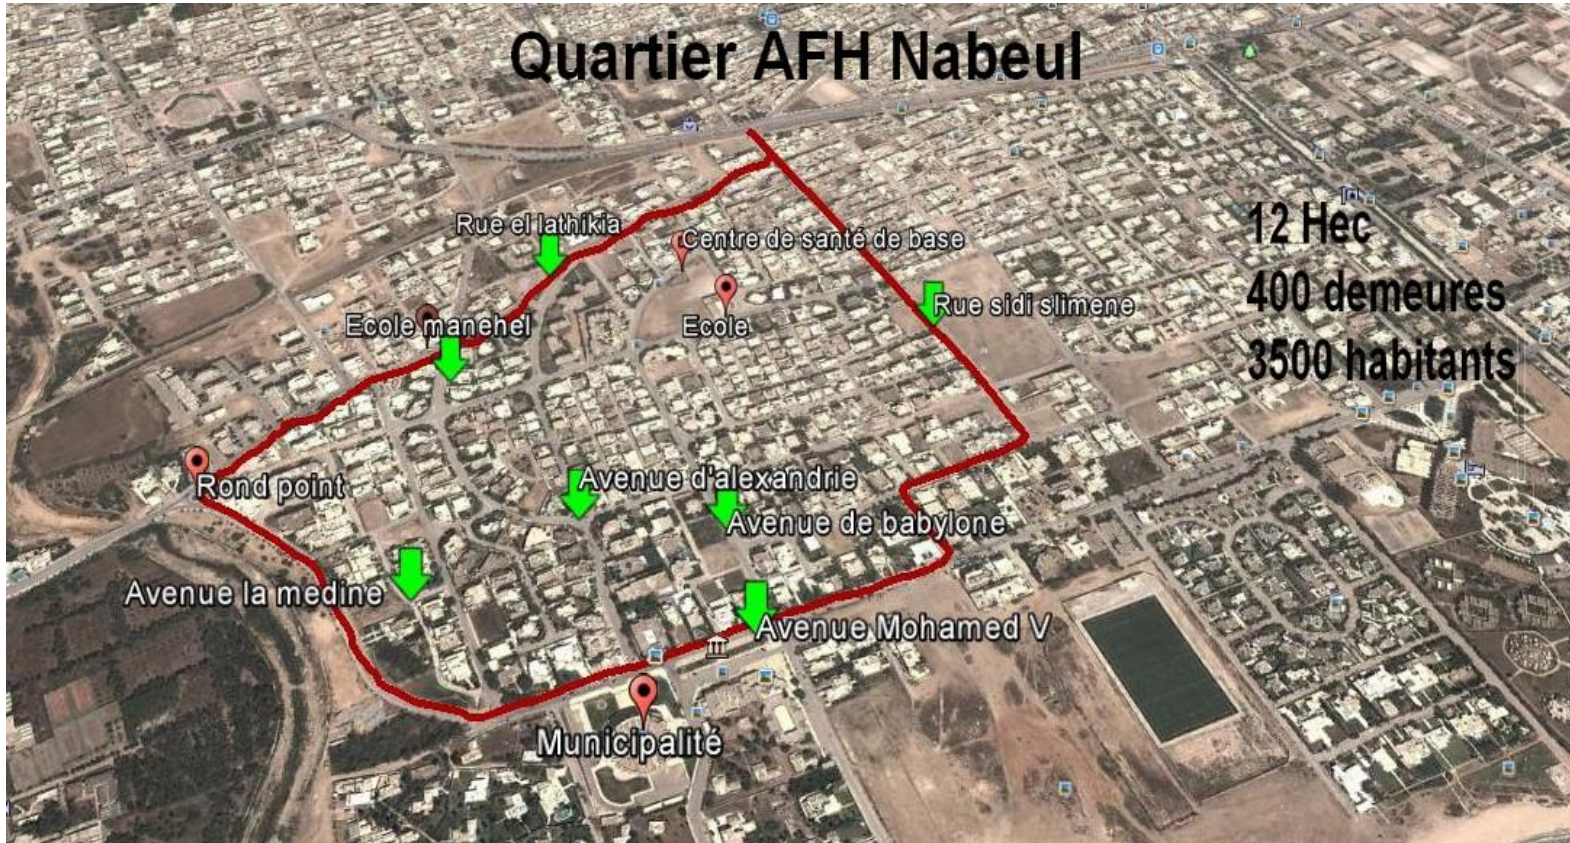 Quartier AFH Nabeul
12 Hec
400 demeures
3500 habitants
Rue el lathikia
Centre de santé de base
Ecole manehel
Ecole
Rue sidi slimene
Rond point
Avenue d'alexandrie
Avenue de babylone
Avenue la medine
Avenue Mohamed V
Municipalité